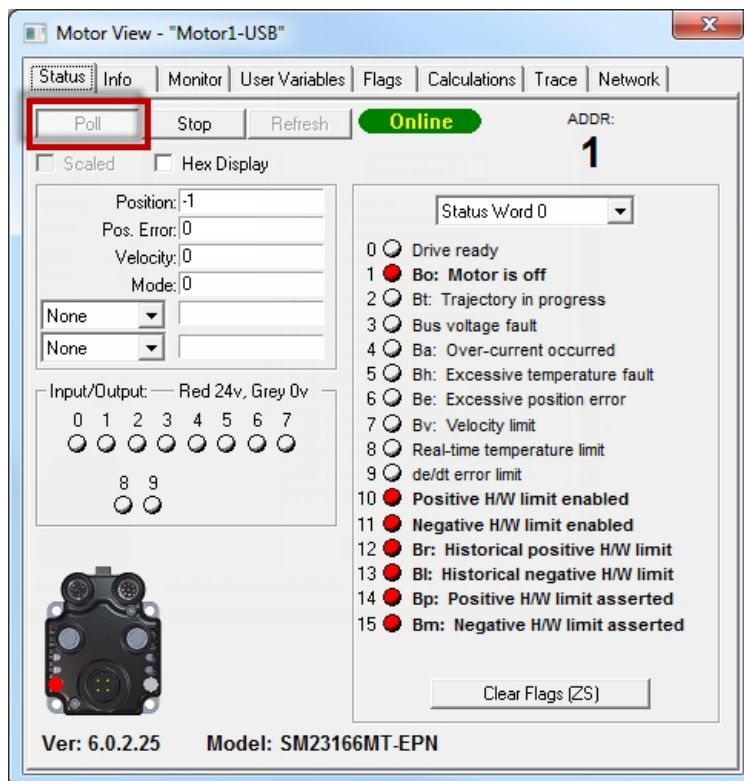 Motor View - "Motor1-USB"
Status Info Monitor User Variables Flags Calculations Trace Network
Poll Stop Refresh Online ADDR:
1
Scaled Hex Display
Position: -1
Pos. Error: 0
Velocity: 0
Mode: 0
None
None
Input/Output: Red 24v, Grey 0v
0 1 2 3 4 5 6 7
8 9
Status Word 0
0 Drive ready
1 Bo: Motor is off
2 Bt: Trajectory in progress
3 Bus voltage fault
4 Ba: Over-current occurred
5 Bh: Excessive temperature fault
6 Be: Excessive position error
7 Bv: Velocity limit
8 Real-time temperature limit
9 de/dt error limit
10 Positive H/W limit enabled
11 Negative H/W limit enabled
12 Br: Historical positive H/W limit
13 Bl: Historical negative H/W limit
14 Bp: Positive H/W limit asserted
15 Bm: Negative H/W limit asserted
Clear Flags (ZS)
Ver: 6.0.2.25 Model: SM23166MT-EPN